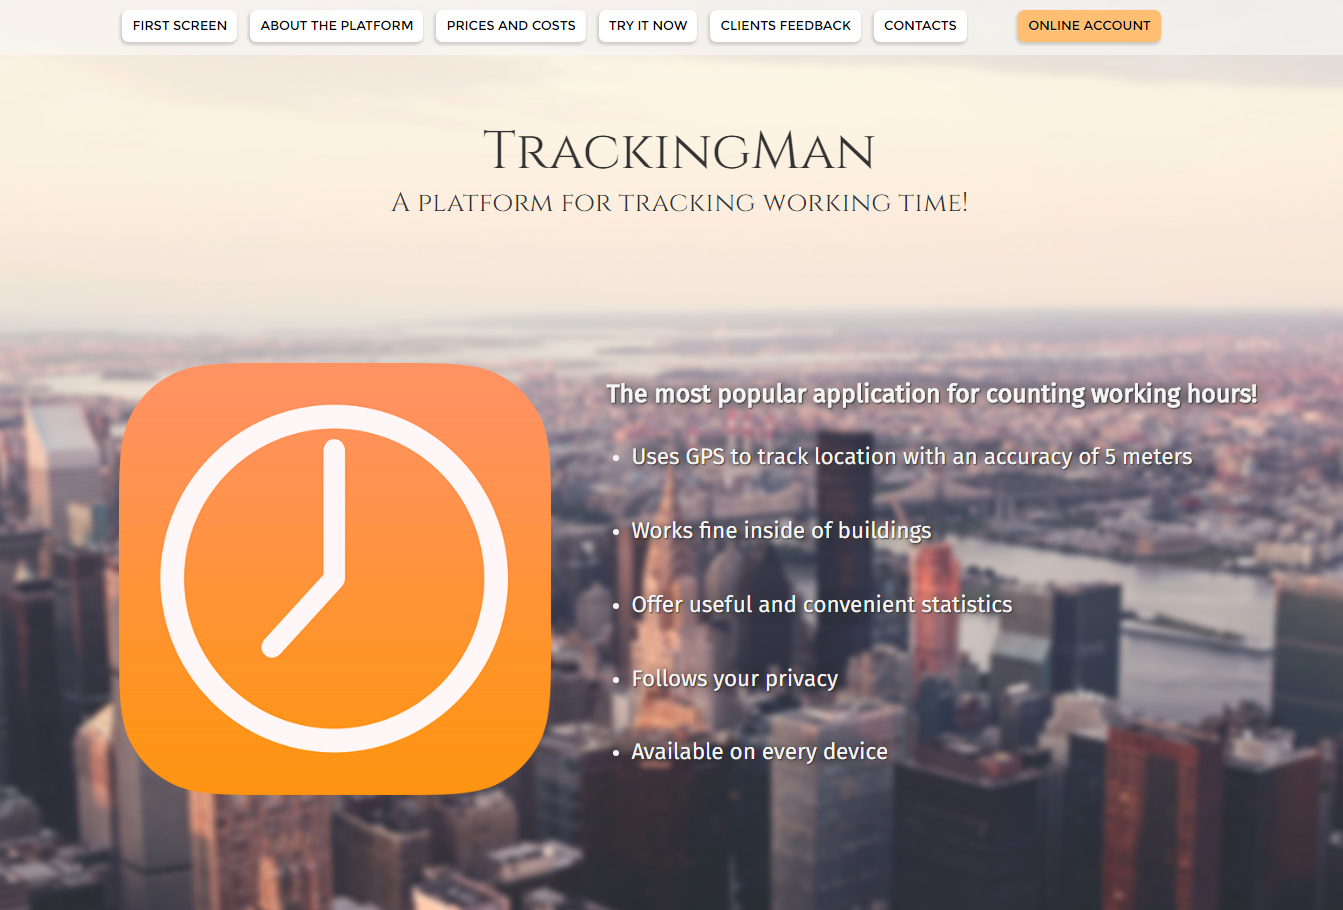 FIRST SCREEN
ABOUT THE PLATFORM
PRICES AND COSTS
TRY IT NOW
CLIENTS FEEDBACK
CONTACTS
ONLINE ACCOUNT
TrackingMan
A platform for tracking working time!
The most popular application for counting working hours!
• Uses GPS to track location with an accuracy of 5 meters
• Works fine inside of buildings
• Offer useful and convenient statistics
• Follows your privacy
• Available on every device